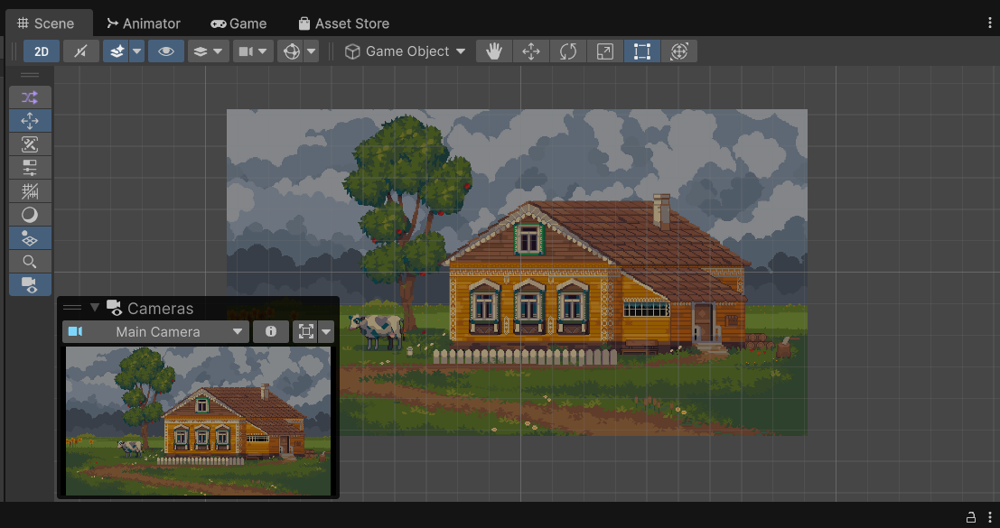 Scene Animator Game Asset Store
2D Game Object
Cameras
Main Camera